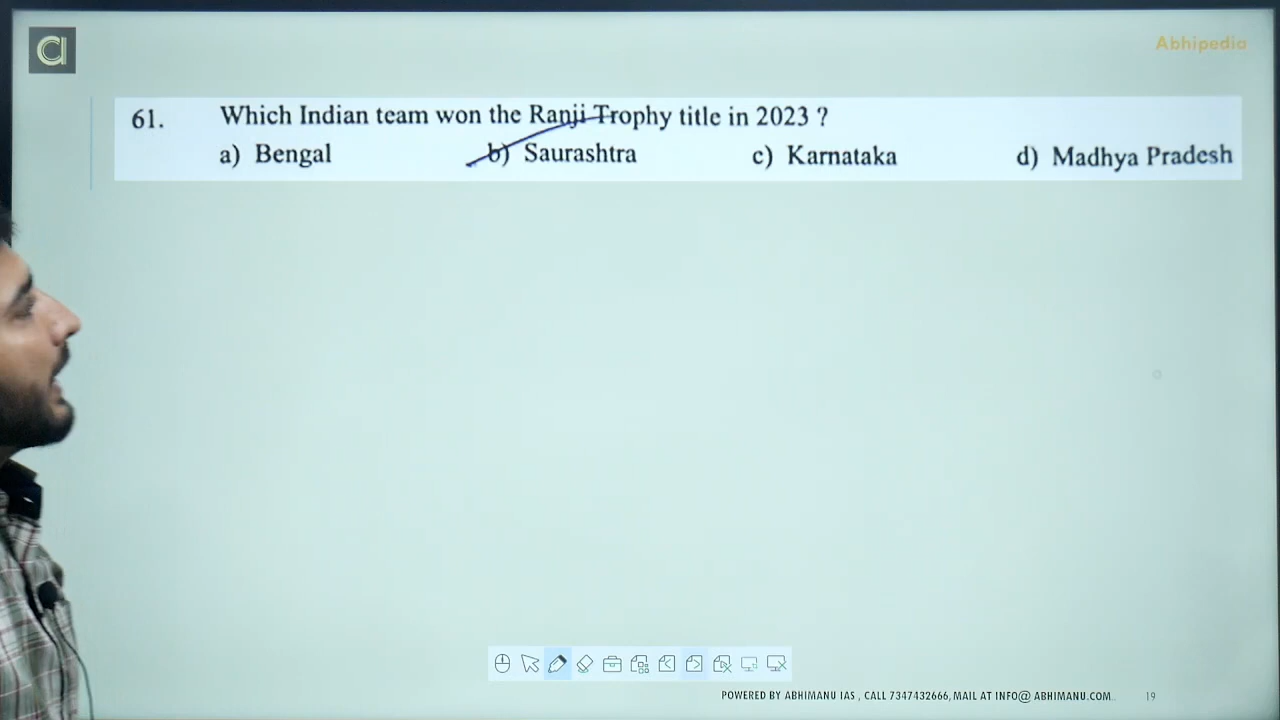 Abhipedia
61. Which Indian team won the Ranji Trophy title in 2023 ?
a) Bengal b) Saurashtra c) Karnataka d) Madhya Pradesh
POWERED BY ABHIMANU IAS , CALL 7347432666, MAIL AT INFO@ ABHIMANU.COM 19